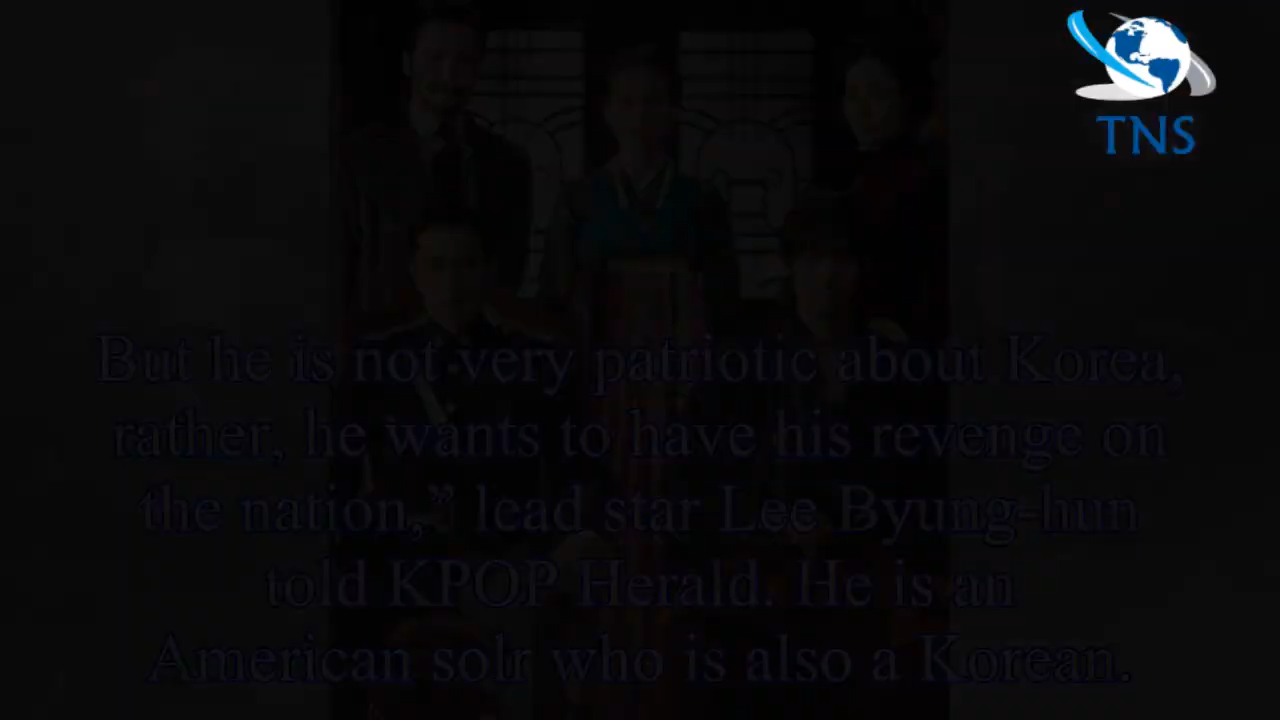 TNS
But he is not very patriotic about Korea,
rather, he wants to have his revenge on
the nation,” lead star Lee Byung-hun
told KPOP Herald. He is an
American solr who is also a Korean.